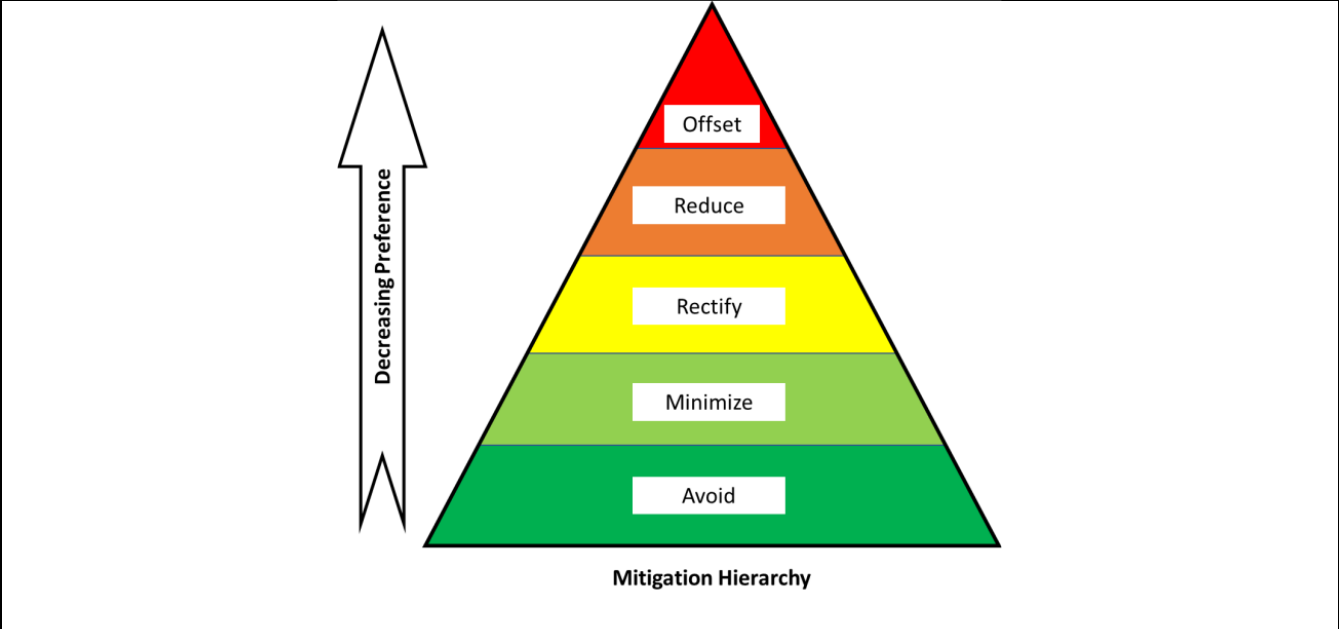 Offset
Reduce
Rectify
Minimize
Avoid
Decreasing Preference
Mitigation Hierarchy